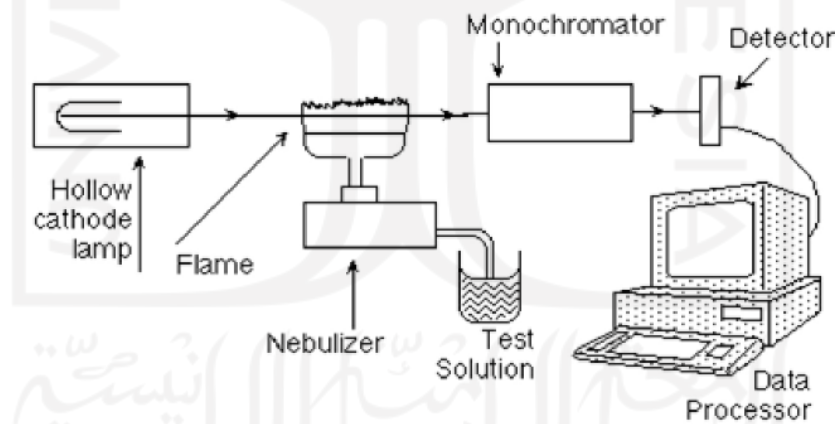 Monochromator
Detector
Hollow
cathode
lamp
Flame
Nebulizer
Test
Solution
Data
Processor